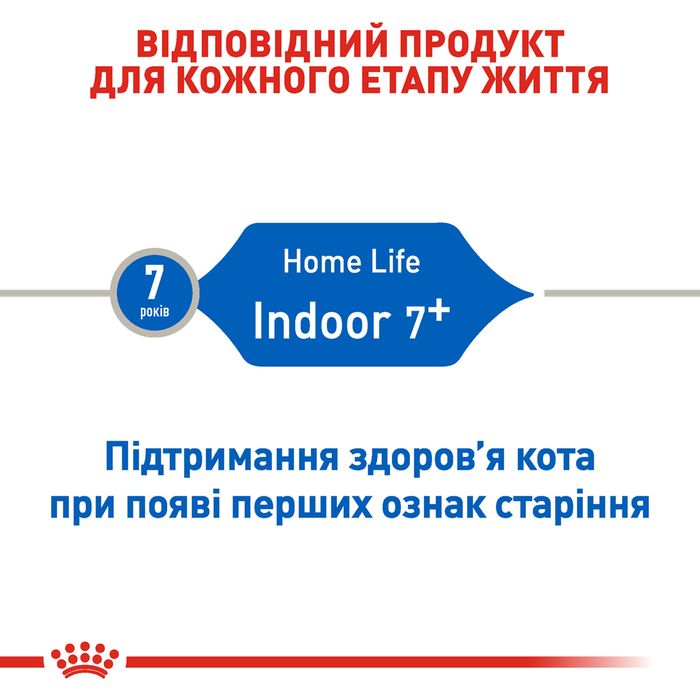 ВІДПОВІДНИЙ ПРОДУКТ
ДЛЯ КОЖНОГО ЕТАПУ ЖИТТЯ
7
років
Home Life
Indoor 7+
Підтримання здоров’я кота
при появі перших ознак старіння